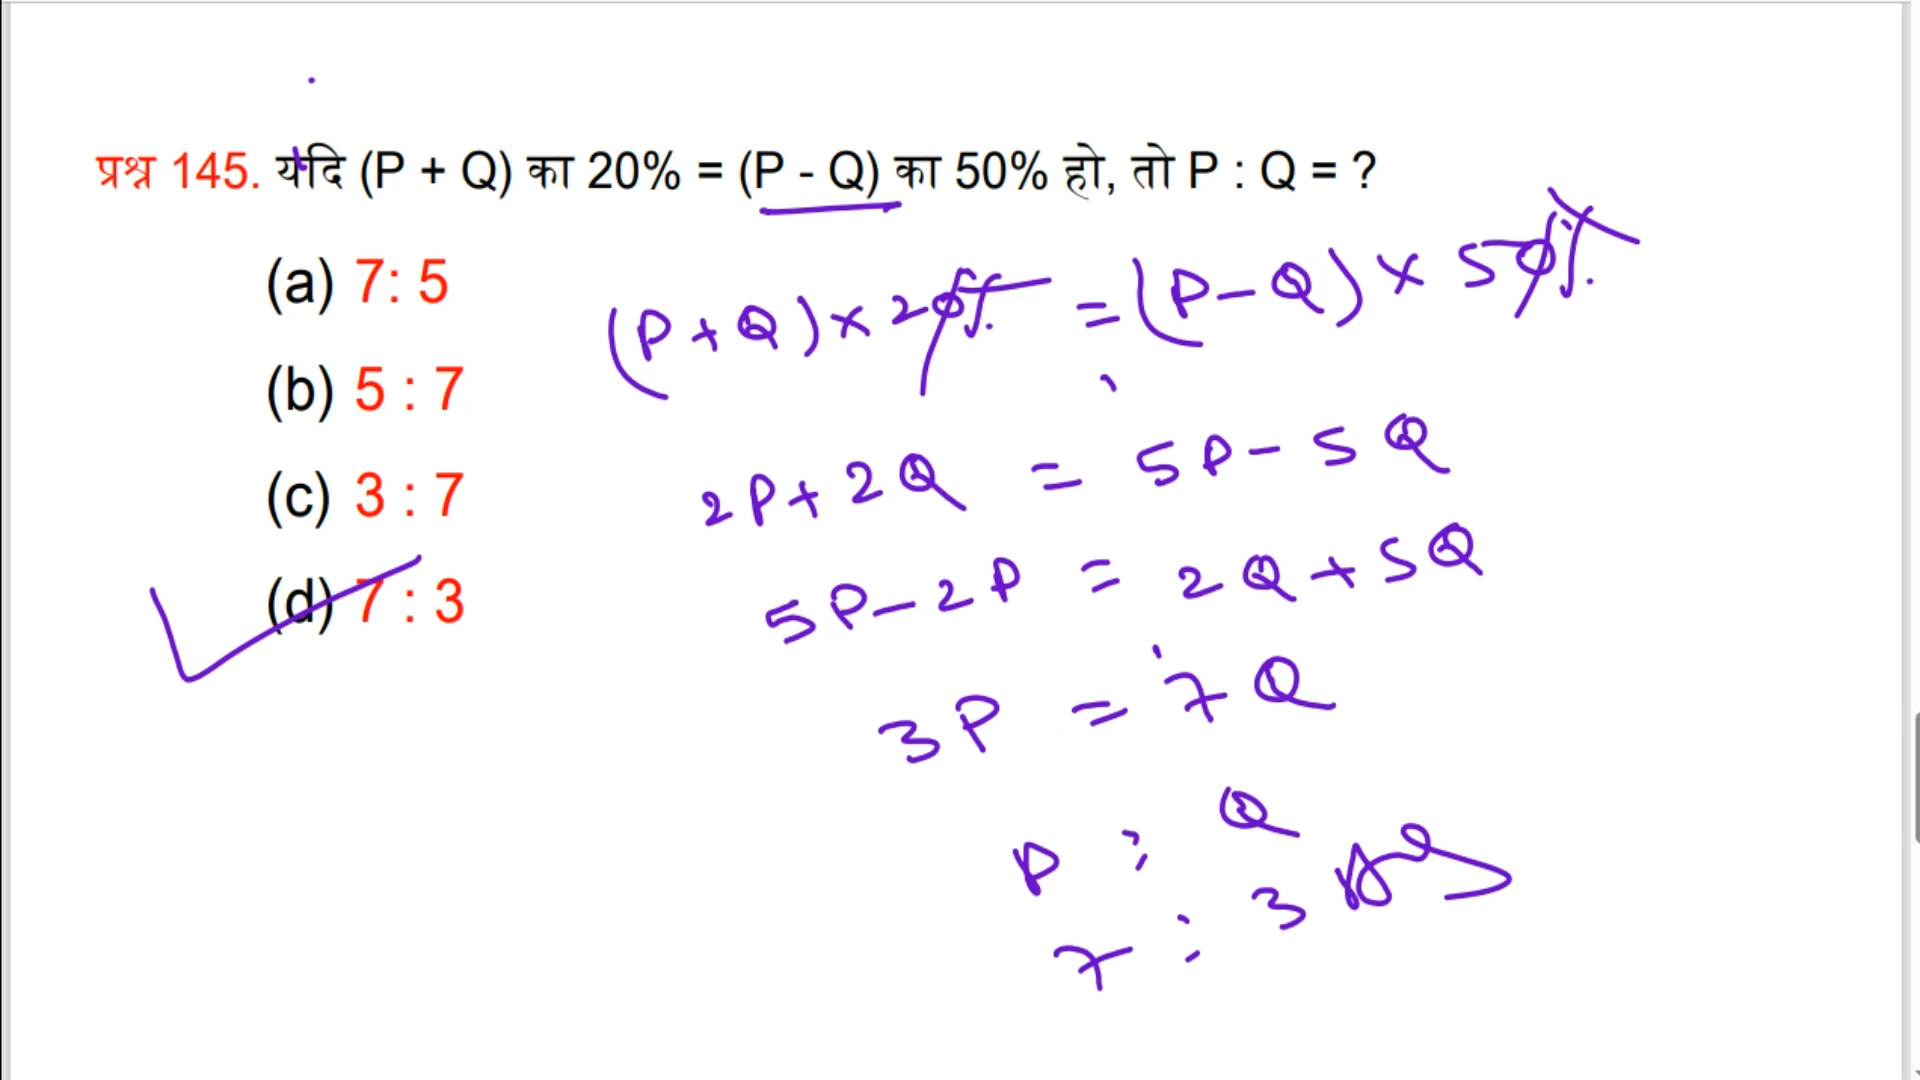 प्रश्न 145. यदि (P + Q) का 20% = (P - Q) का 50% हो, तो P : Q = ?
(a) 7: 5
(b) 5 : 7
(c) 3 : 7
(d) 7 : 3
(P+Q) × 20% = (P-Q) × 50%
2P+2Q = 5P-5Q
5P-2P = 2Q+5Q
3P = 7Q
P : Q
7 : 3 Ans